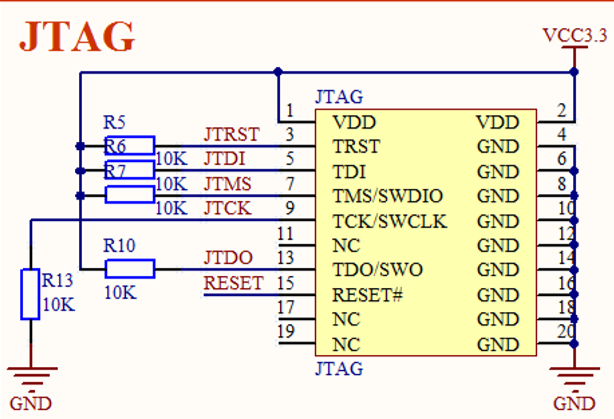 JTAG
VCC3.3
JTAG
1 VDD VDD 2
R5
JTRST 3 TRST GND 4
R6
10K JTDI 5 TDI GND 6
R7
10K JTMS 7 TMS/SWDIO GND 8
10K JTCK 9 TCK/SWCLK GND 10
11 NC GND 12
R10 JTDO 13 TDO/SWO GND 14
R13
10K
10K
RESET 15 RESET# GND 16
17 NC GND 18
19 NC GND 20
JTAG
GND
GND